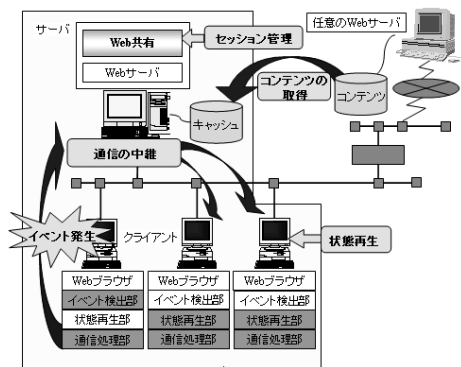 サーバ
Web共有
Webサーバ
セッション管理
任意のWebサーバ
コンテンツの
取得
コンテンツ
キャッシュ
通信の中継
イベント発生
クライアント
状態再生
Webブラウザ
イベント検出部
状態再生部
通信処理部
Webブラウザ
イベント検出部
状態再生部
通信処理部
Webブラウザ
イベント検出部
状態再生部
通信処理部